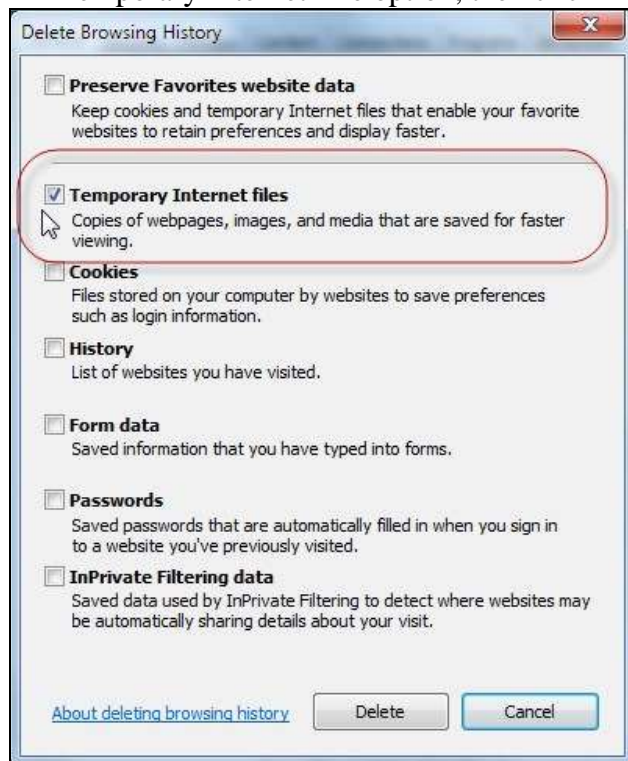 Delete Browsing History
Preserve Favorites website data
Keep cookies and temporary Internet files that enable your favorite
websites to retain preferences and display faster.
Temporary Internet files
Copies of webpages, images, and media that are saved for faster
viewing.
Cookies
Files stored on your computer by websites to save preferences
such as login information.
History
List of websites you have visited.
Form data
Saved information that you have typed into forms.
Passwords
Saved passwords that are automatically filled in when you sign in
to a website you've previously visited.
InPrivate Filtering data
Saved data used by InPrivate Filtering to detect where websites may
be automatically sharing details about your visit.
About deleting browsing history Delete Cancel